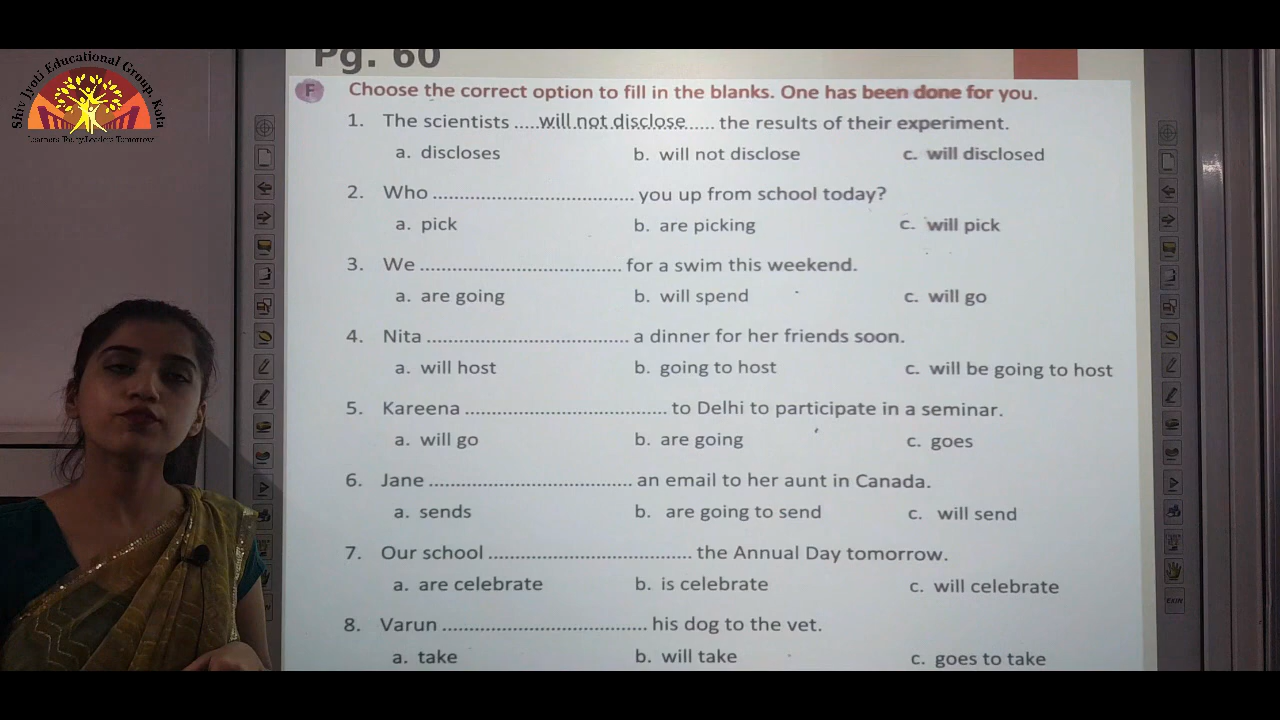 Shiv Jyoti Educational Group, Kota
Learners Today,Leaders Tomorrow
Pg. 60
F Choose the correct option to fill in the blanks. One has been done for you.
1. The scientists .....will not disclose...... the results of their experiment.
a. discloses b. will not disclose c. will disclosed
2. Who ................................... you up from school today?
a. pick b. are picking c. will pick
3. We ................................... for a swim this weekend.
a. are going b. will spend c. will go
4. Nita ................................... a dinner for her friends soon.
a. will host b. going to host c. will be going to host
5. Kareena ................................... to Delhi to participate in a seminar.
a. will go b. are going c. goes
6. Jane ................................... an email to her aunt in Canada.
a. sends b. are going to send c. will send
7. Our school ................................... the Annual Day tomorrow.
a. are celebrate b. is celebrate c. will celebrate
8. Varun ................................... his dog to the vet.
a. take b. will take c. goes to take